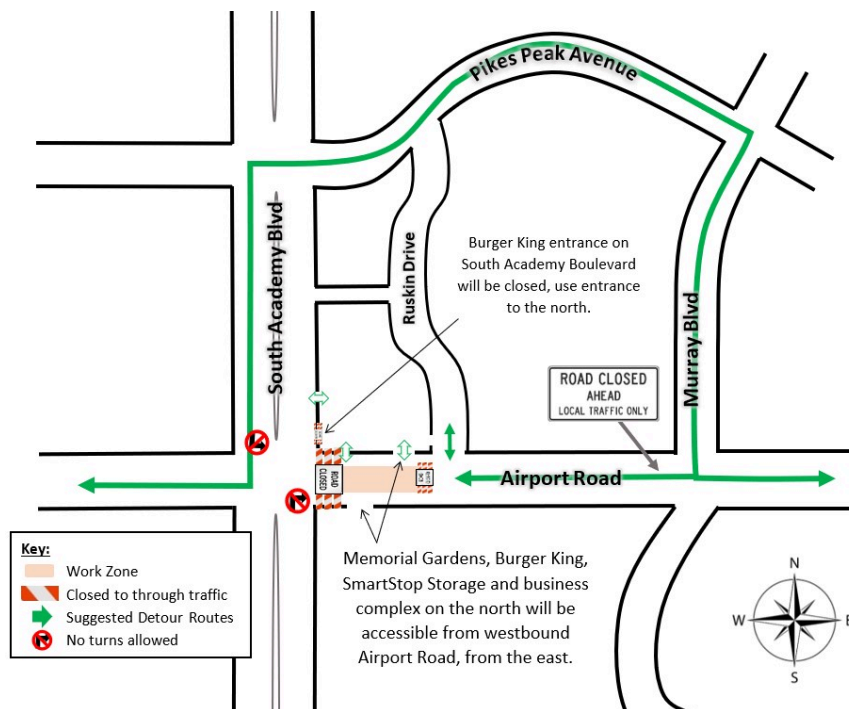 Pikes Peak Avenue
South Academy Blvd
Ruskin Drive
Burger King entrance on
South Academy Boulevard
will be closed, use entrance
to the north.
Murray Blvd
ROAD CLOSED
AHEAD
LOCAL TRAFFIC ONLY
ROAD
CLOSED
Airport Road
Key:
Work Zone
Closed to through traffic
Suggested Detour Routes
No turns allowed
Memorial Gardens, Burger King,
SmartStop Storage and business
complex on the north will be
accessible from westbound
Airport Road, from the east.
N
W
E
S